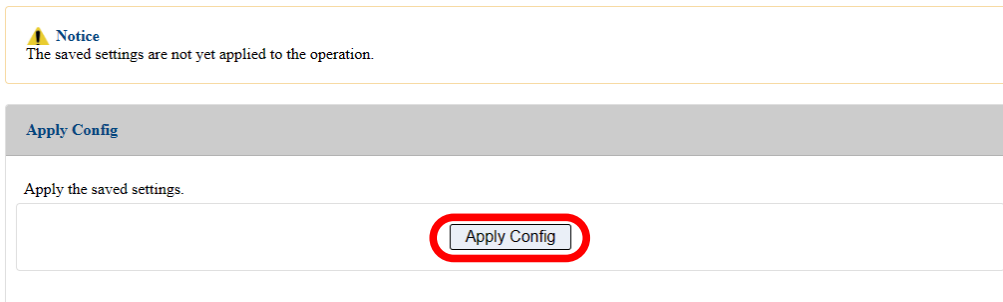 Notice
The saved settings are not yet applied to the operation.
Apply Config
Apply the saved settings.
Apply Config